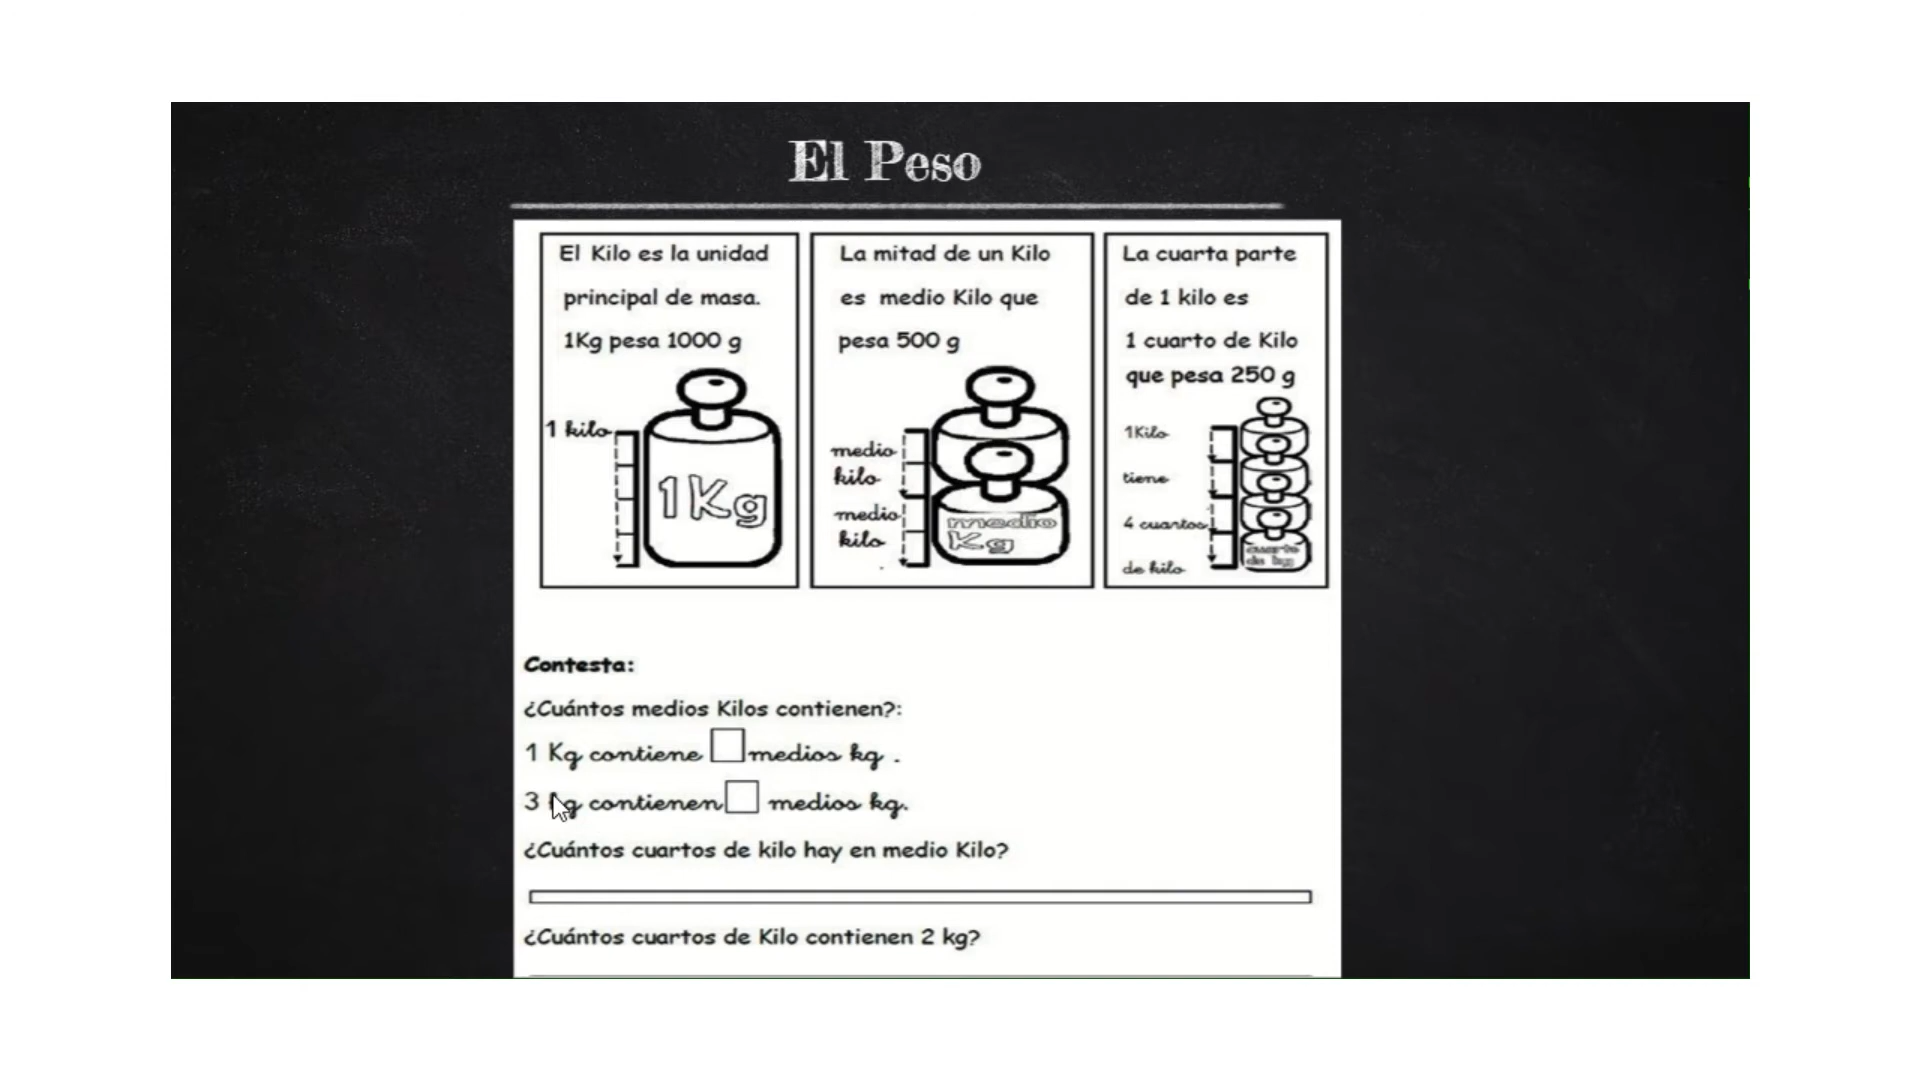 El Peso
El Kilo es la unidad
principal de masa.
1Kg pesa 1000 g
1 kilo
1Kg
La mitad de un Kilo
es medio Kilo que
pesa 500 g
medio
kilo
medio
kilo
medio
Kg
La cuarta parte
de 1 kilo es
1 cuarto de Kilo
que pesa 250 g
1Kilo
tiene
4 cuartos
de kilo
cuarto
de kg
Contesta:
¿Cuántos medios Kilos contienen?:
1 Kg contiene medios kg .
3 kg contienen medios kg.
¿Cuántos cuartos de kilo hay en medio Kilo?
¿Cuántos cuartos de Kilo contienen 2 kg?